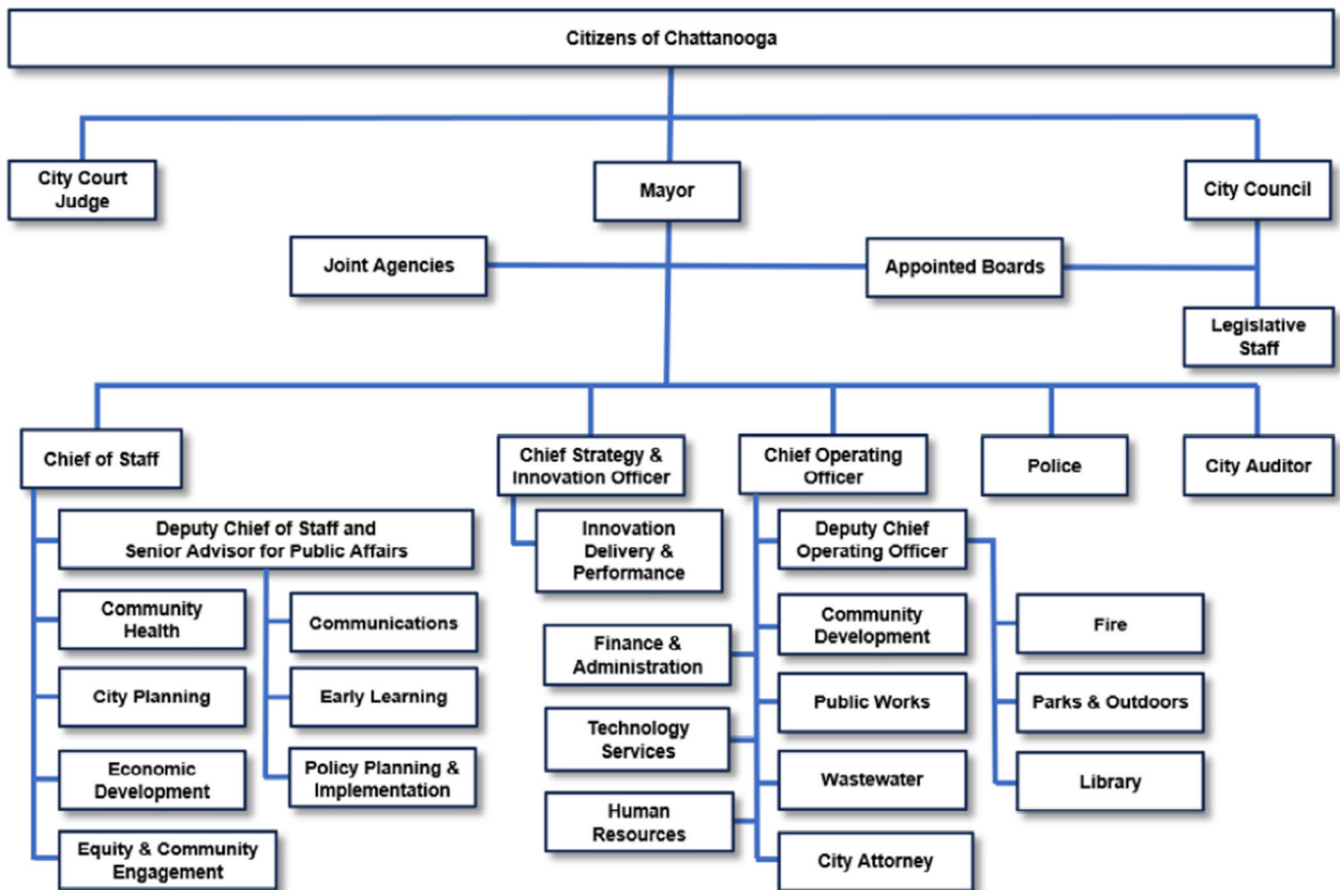 Citizens of Chattanooga
City Court
Judge
Mayor
City Council
Joint Agencies
Appointed Boards
Legislative
Staff
Chief of Staff
Chief Strategy &
Innovation Officer
Chief Operating
Officer
Police
City Auditor
Deputy Chief of Staff and
Senior Advisor for Public Affairs
Community
Health
City Planning
Economic
Development
Equity & Community
Engagement
Communications
Early Learning
Policy Planning &
Implementation
Innovation
Delivery &
Performance
Finance &
Administration
Technology
Services
Human
Resources
Deputy Chief
Operating Officer
Community
Development
Public Works
Wastewater
City Attorney
Fire
Parks & Outdoors
Library